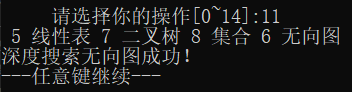 请选择你的操作[0~14]:11
5 线性表 7 二叉树 8 集合 6 无向图
深度搜索无向图成功!
---任意键继续---